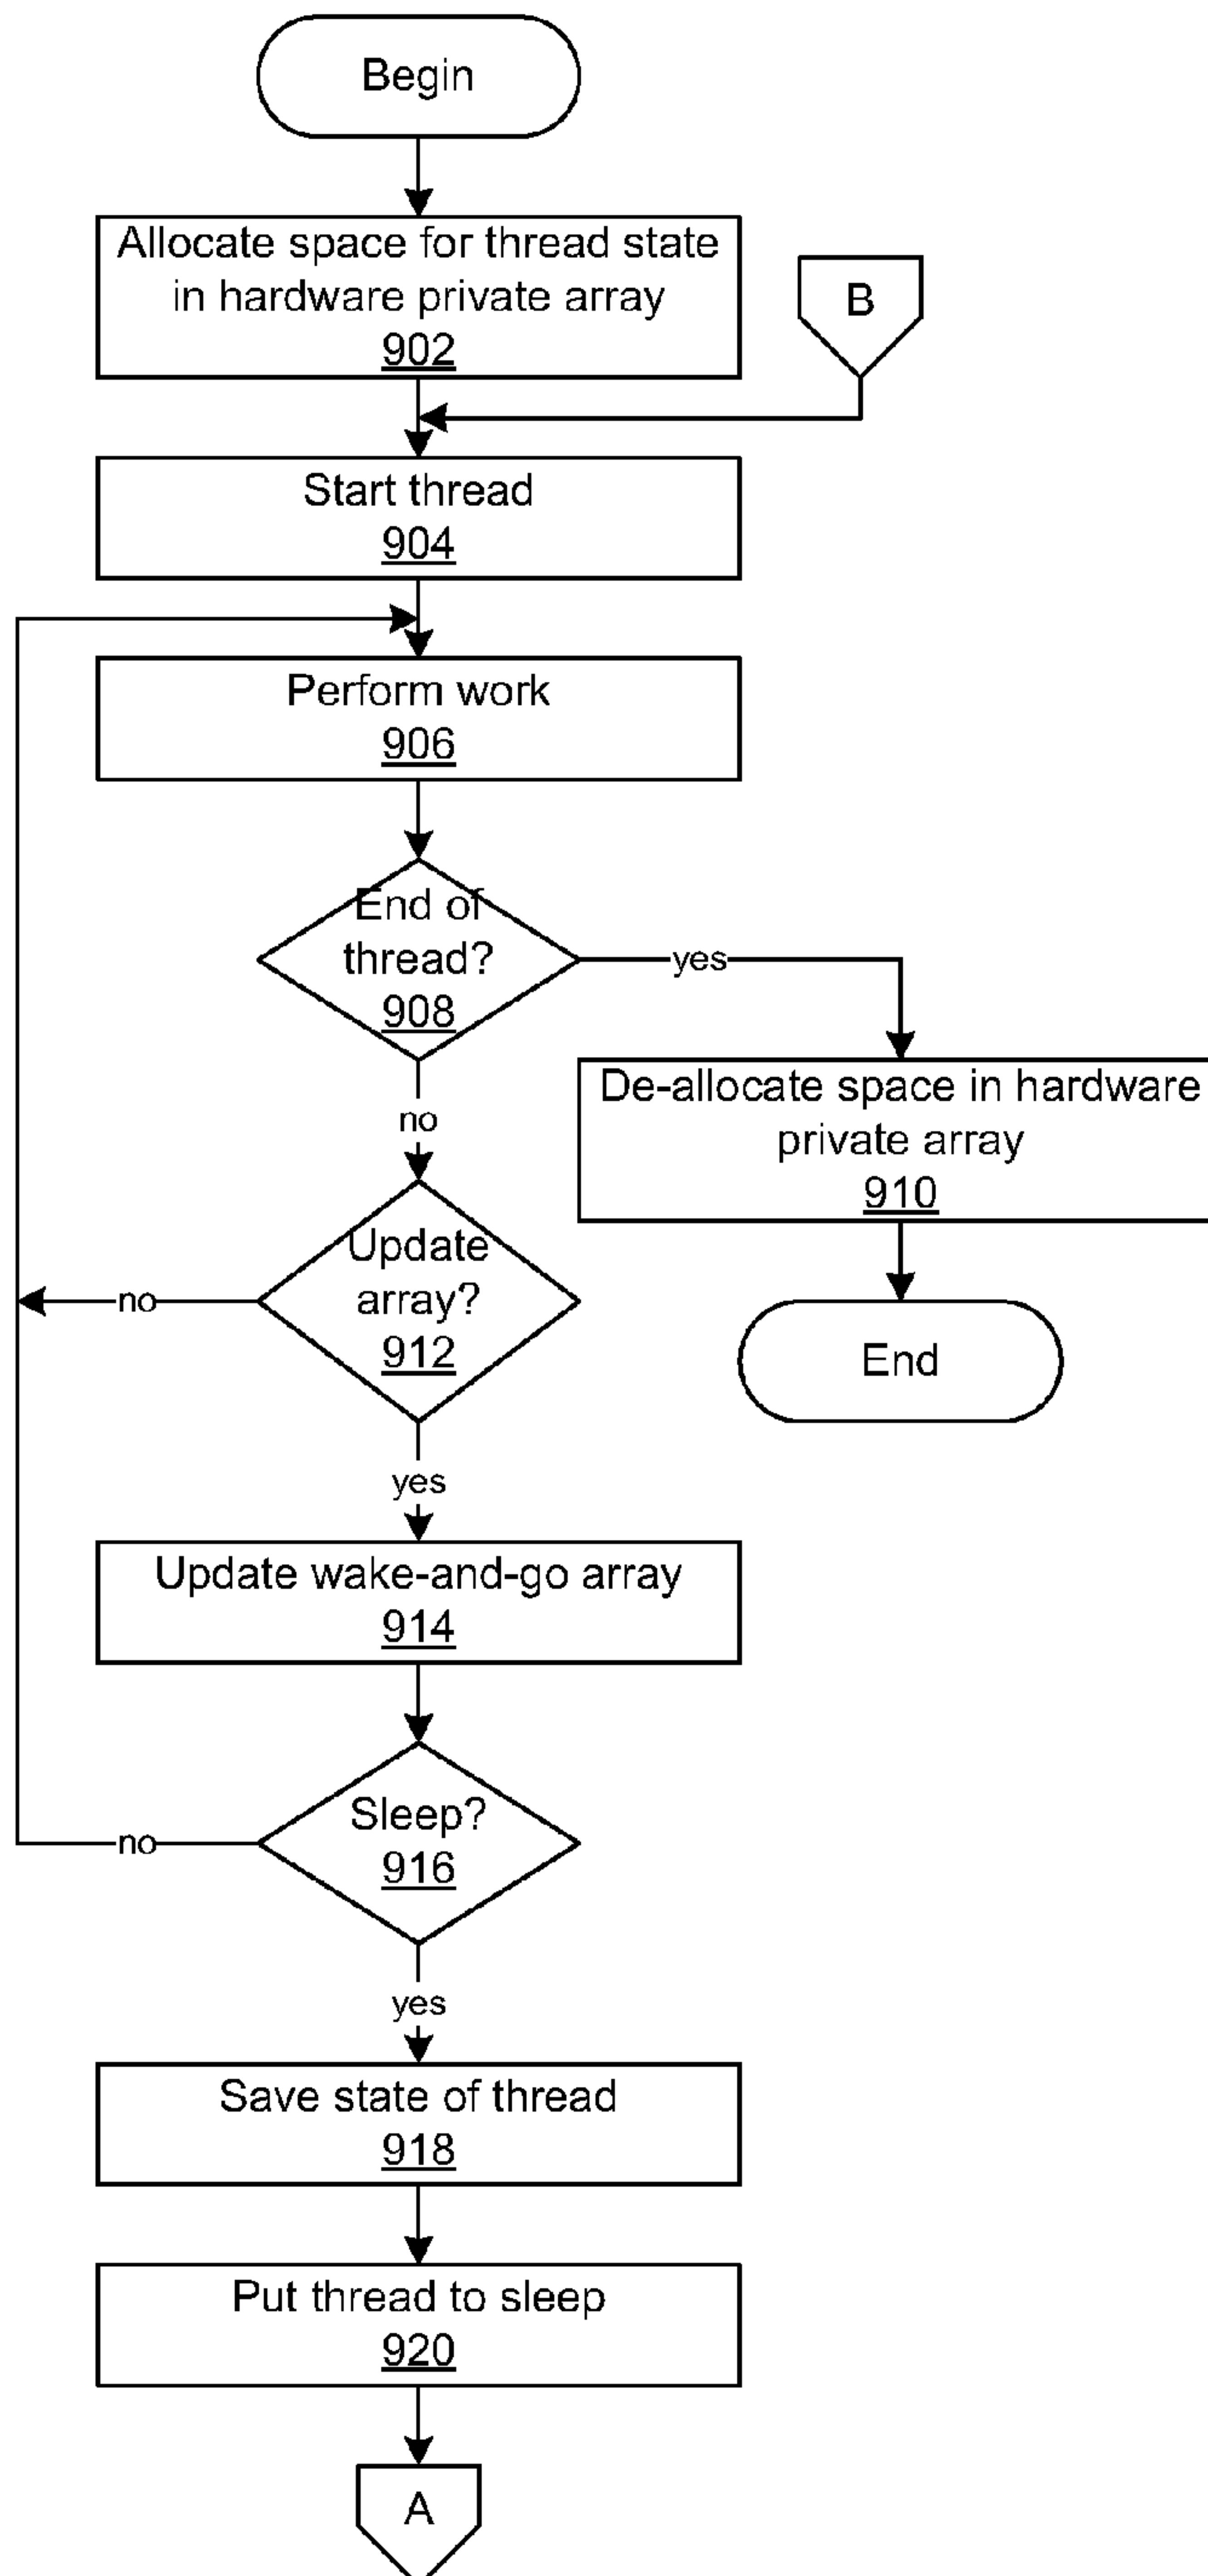 Begin
Allocate space for thread state
in hardware private array
902
B
Start thread
904
Perform work
906
End of
thread?
908
yes
no
De-allocate space in hardware
private array
910
Update
array?
912
no
End
yes
Update wake-and-go array
914
Sleep?
916
no
yes
Save state of thread
918
Put thread to sleep
920
A